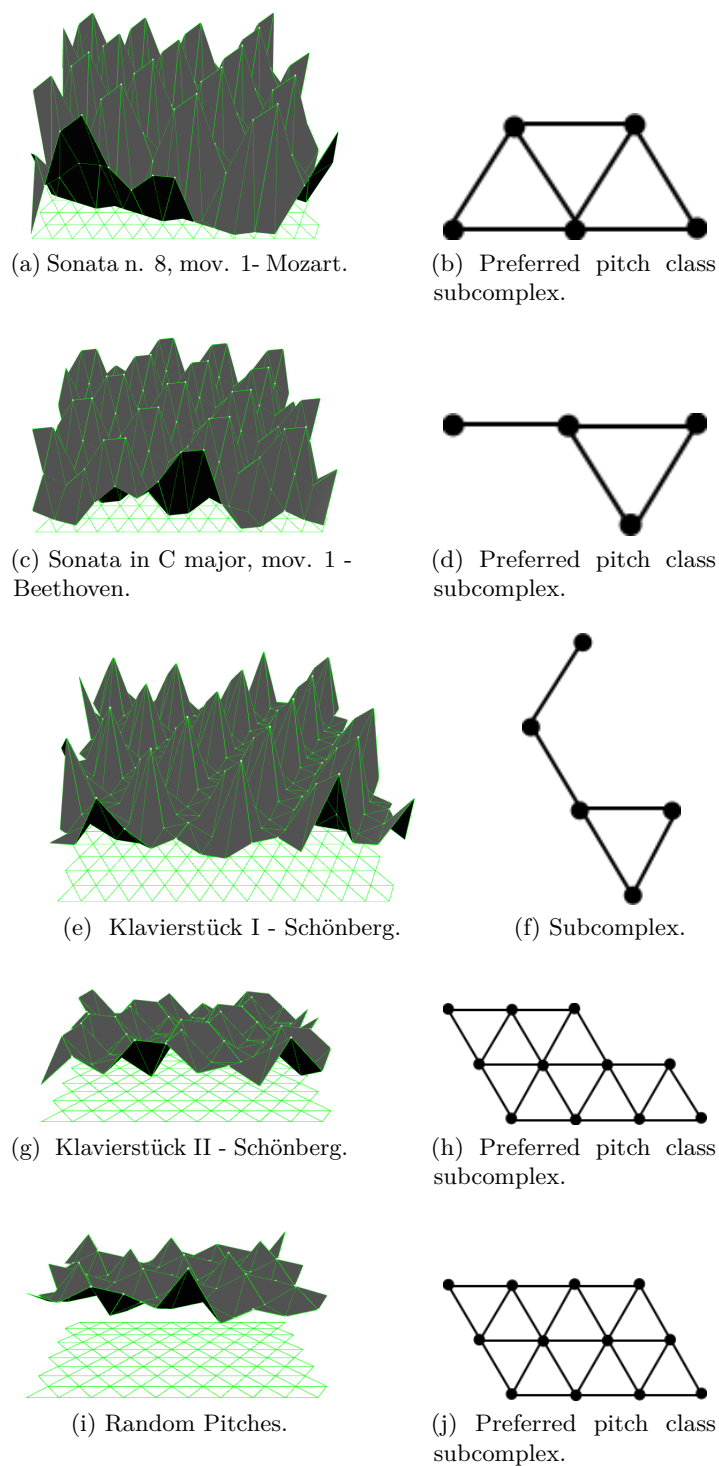 (a) Sonata n. 8, mov. 1- Mozart.
(b) Preferred pitch class
subcomplex.
(c) Sonata in C major, mov. 1 -
Beethoven.
(d) Preferred pitch class
subcomplex.
(e) Klavierstück I - Schönberg.
(f) Subcomplex.
(g) Klavierstück II - Schönberg.
(h) Preferred pitch class
subcomplex.
(i) Random Pitches.
(j) Preferred pitch class
subcomplex.